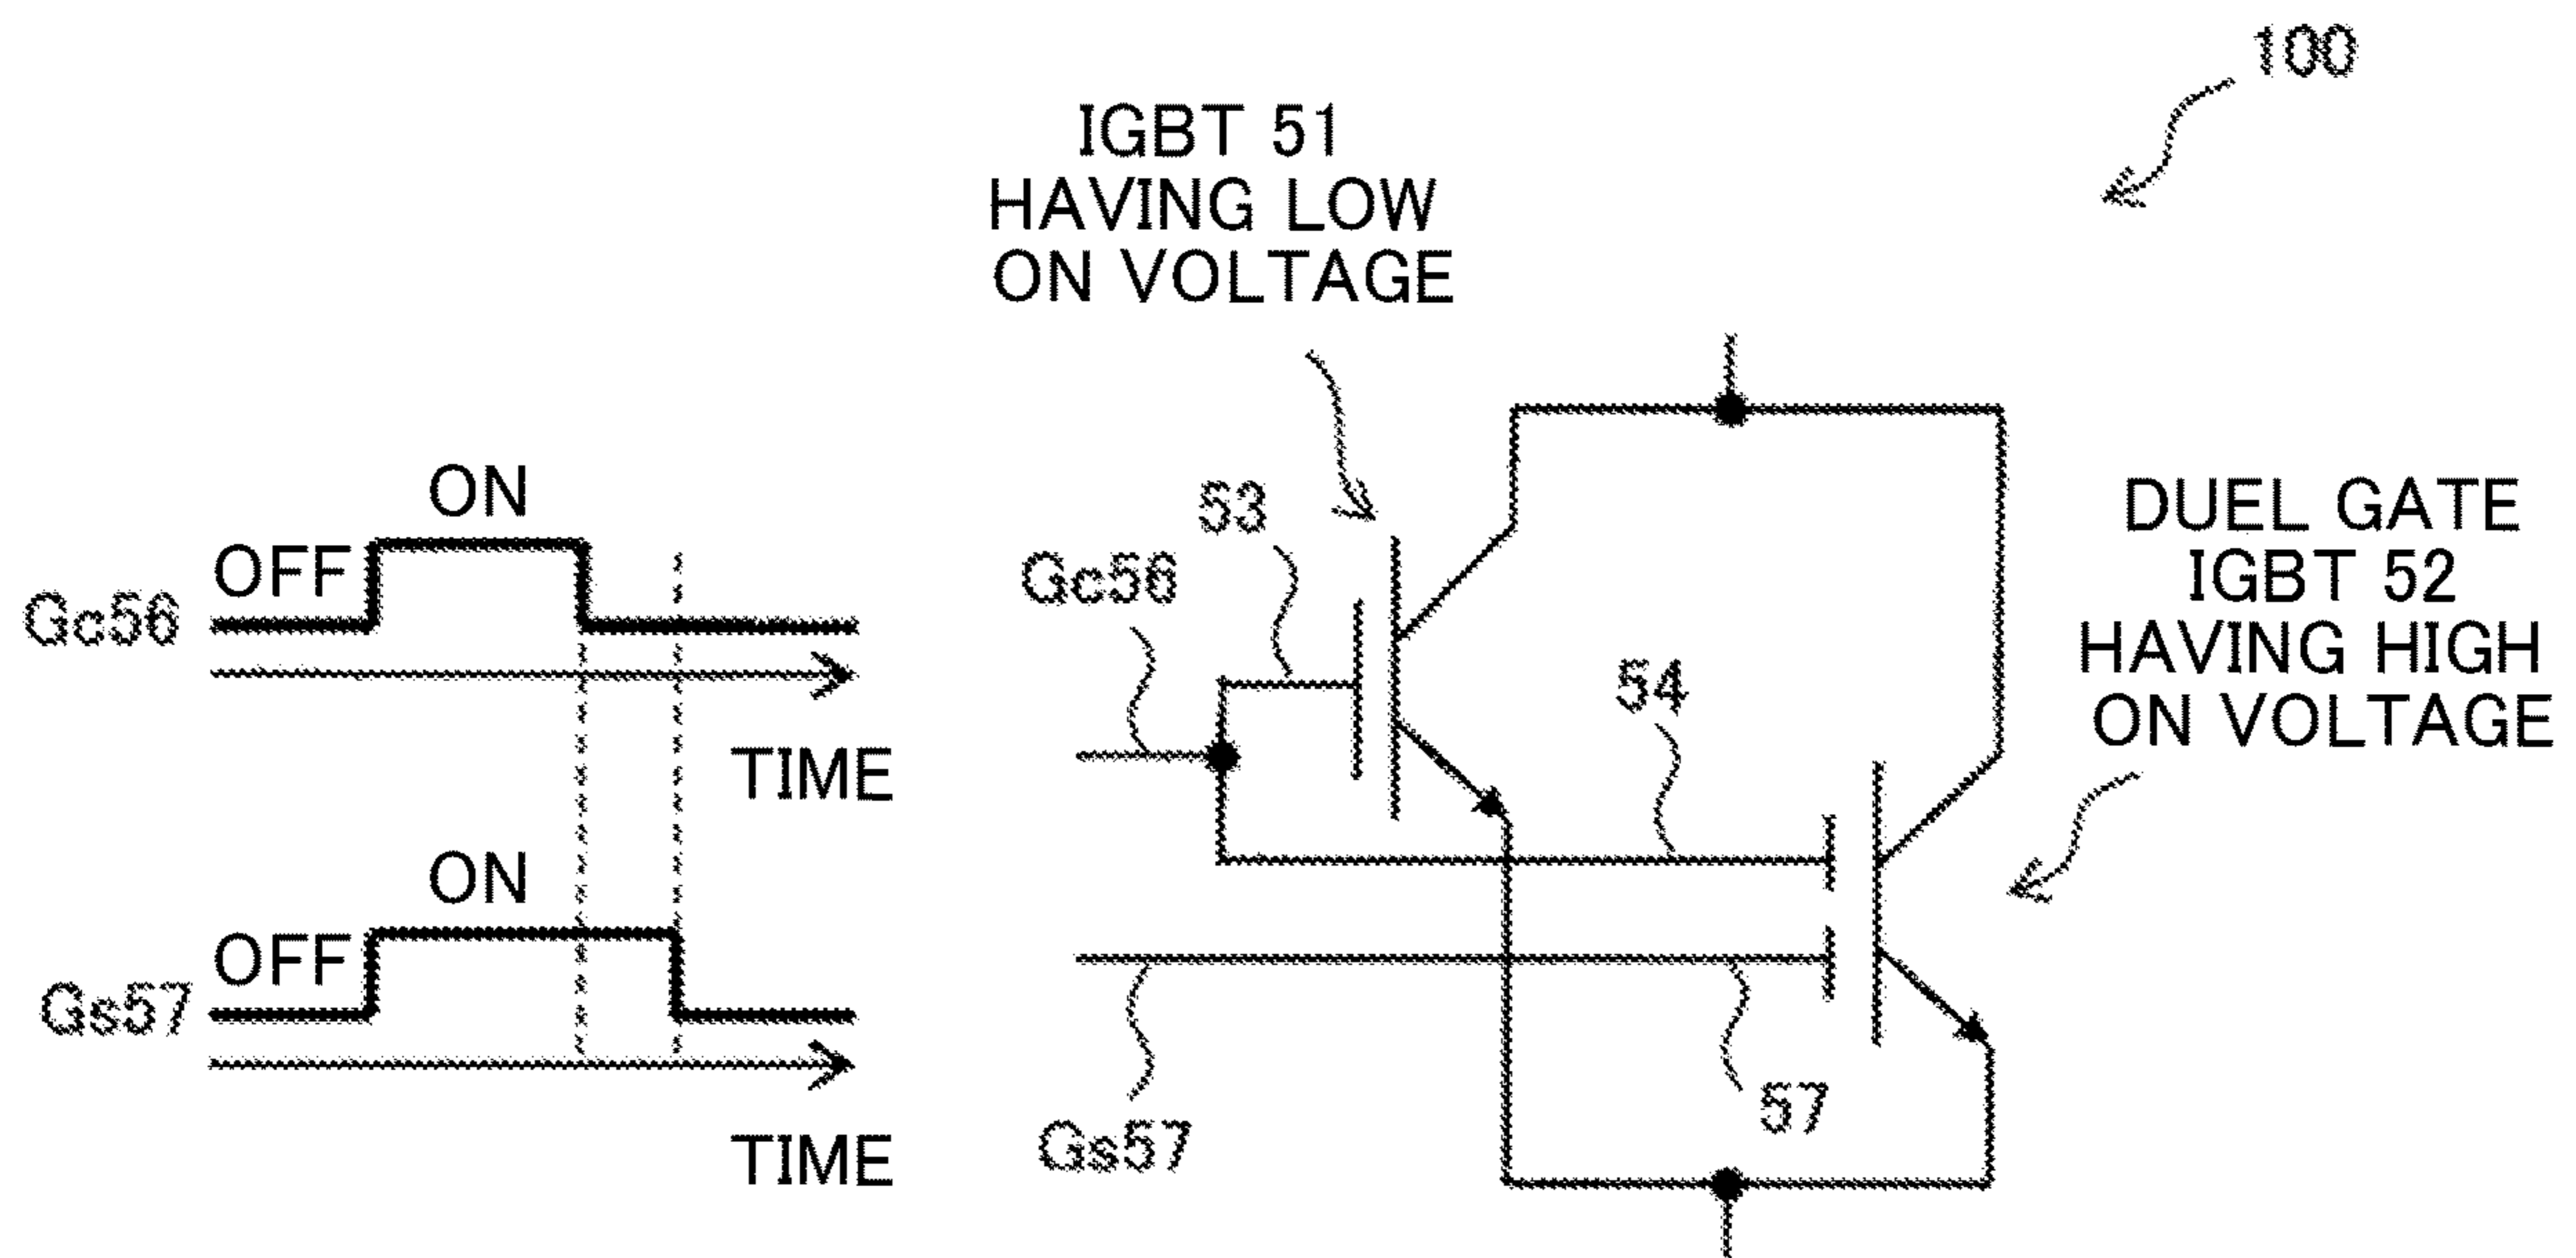 100
IGBT 51
HAVING LOW
ON VOLTAGE
ON
OFF
Gc56
TIME
ON
OFF
Gs57
TIME
53
Gc56
54
DUEL GATE
IGBT 52
HAVING HIGH
ON VOLTAGE
57
Gs57